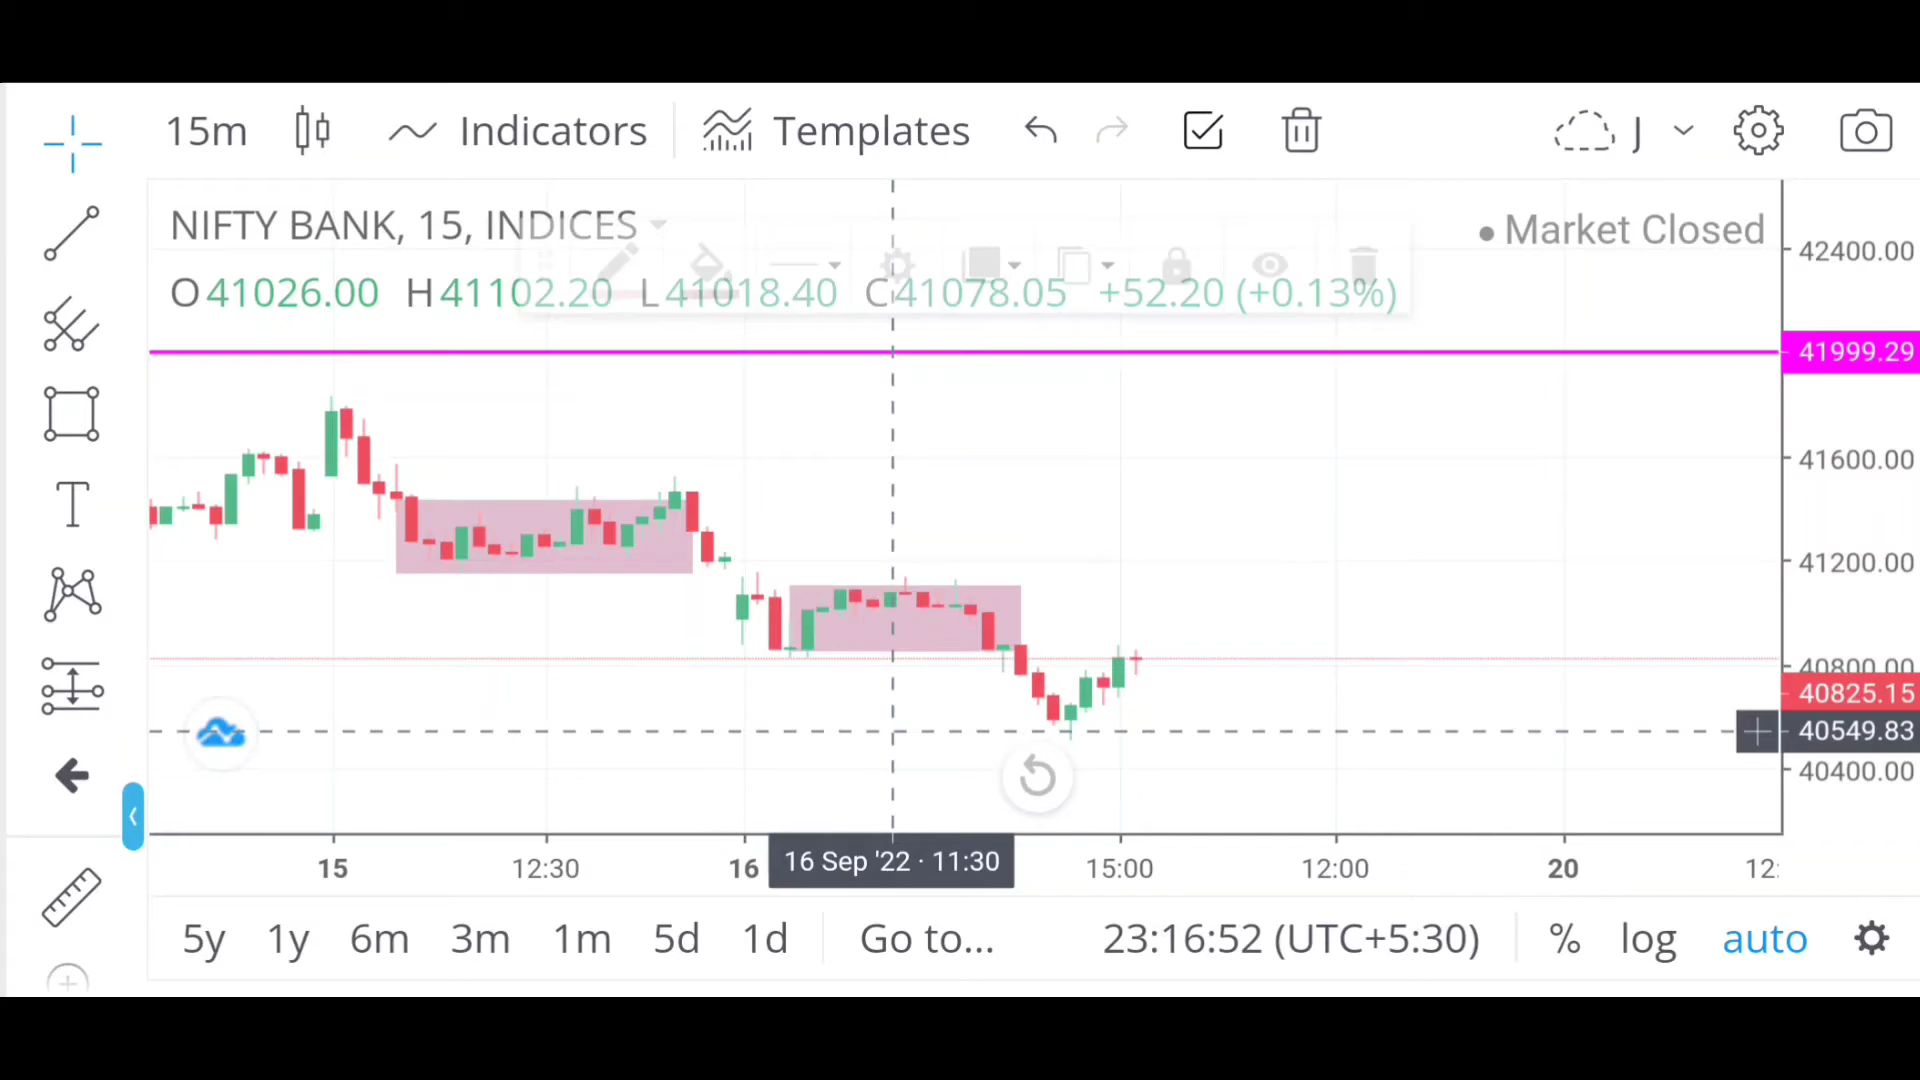 15m Indicators Templates J
NIFTY BANK, 15, INDICES
Market Closed
O41026.00 H41102.20 L41018.40 C41078.05 +52.20 (+0.13%)
42400.00
41999.29
41600.00
41200.00
40800.00
40825.15
40549.83
40400.00
15 12:30 16 16 Sep '22 · 11:30 15:00 12:00 20 12:
5y 1y 6m 3m 1m 5d 1d Go to... 23:16:52 (UTC+5:30) % log auto